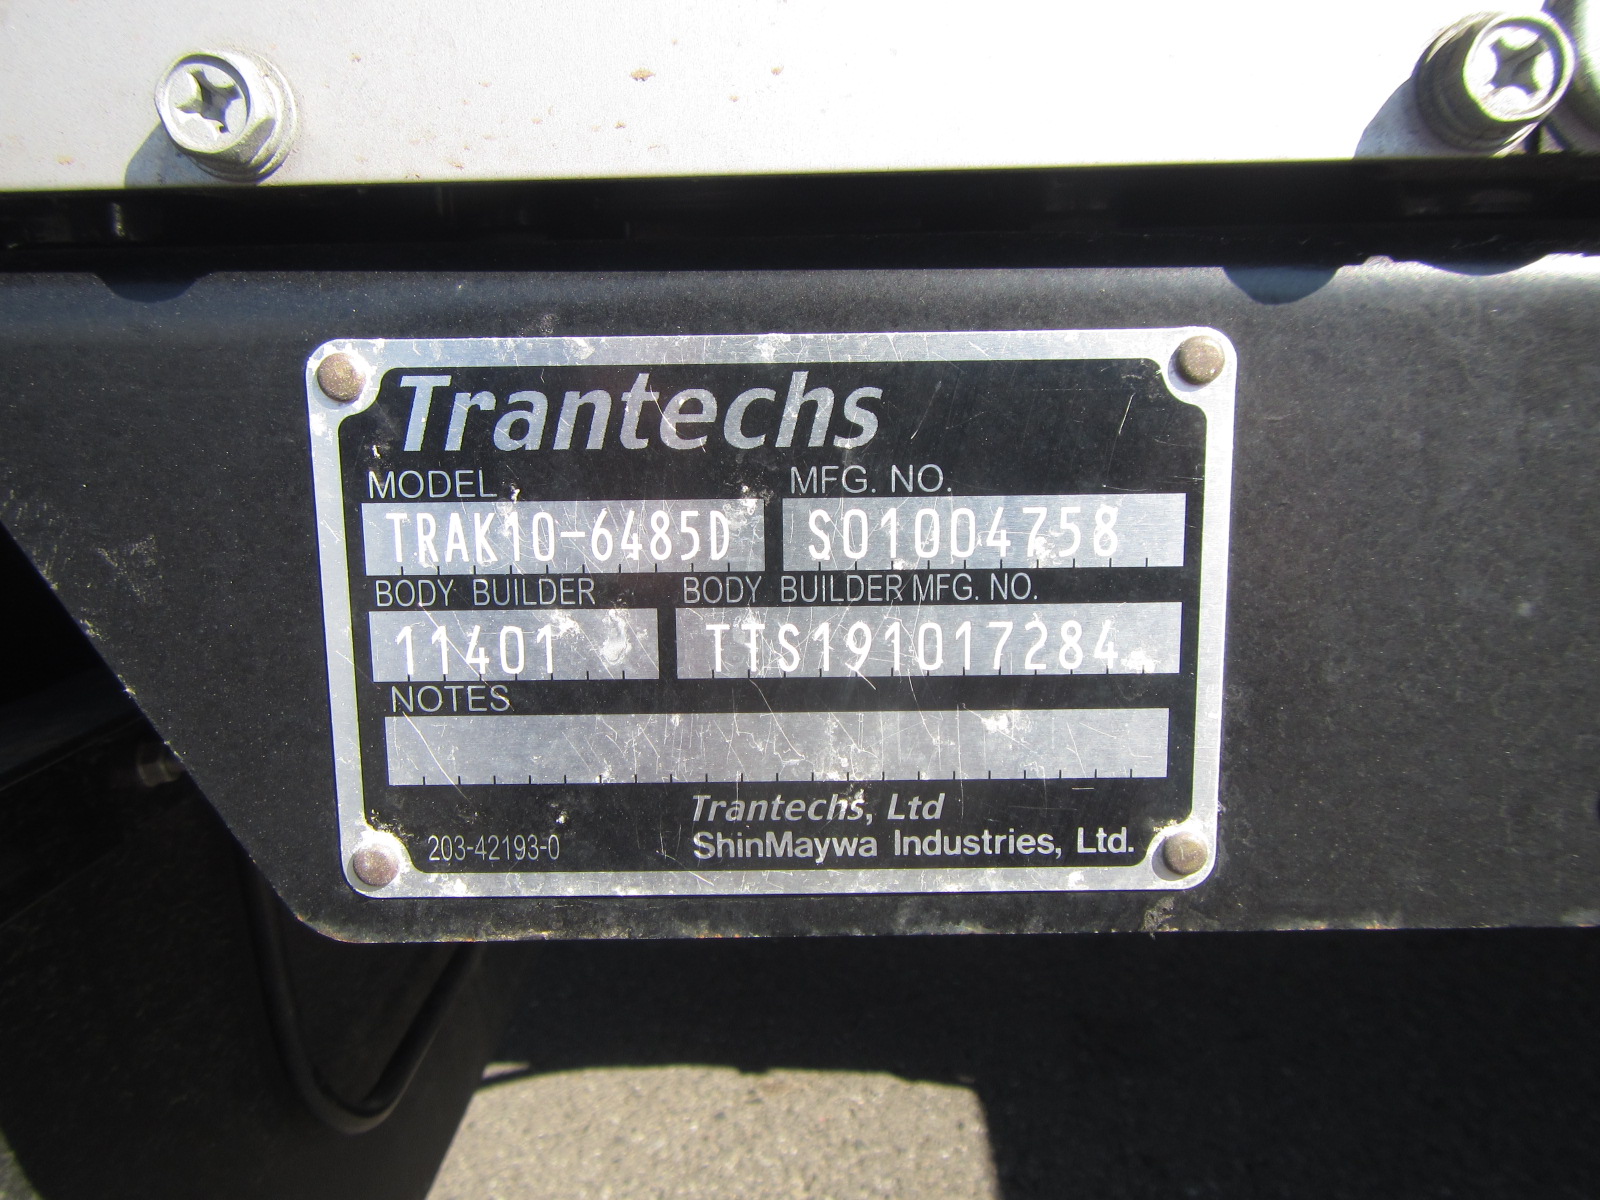 Trantechs
MODEL MFG. NO.
TRAK10-6485D SO1004758
BODY BUILDER BODY BUILDER MFG. NO.
11401 TTS191017284
NOTES
Trantechs, Ltd
203-42193-0 ShinMaywa Industries, Ltd.